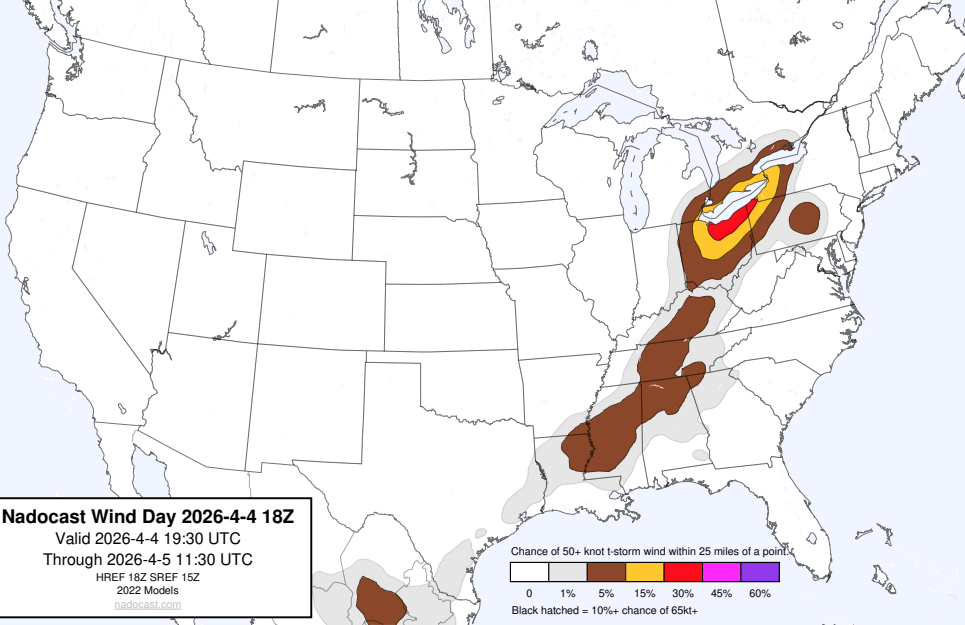 Nadocast Wind Day 2026-4-4 18Z
Valid 2026-4-4 19:30 UTC
Through 2026-4-5 11:30 UTC
HREF 18Z SREF 15Z
2022 Models
nadocast.com
Chance of 50+ knot t-storm wind within 25 miles of a point.
0 1% 5% 15% 30% 45% 60%
Black hatched = 10%+ chance of 65kt+